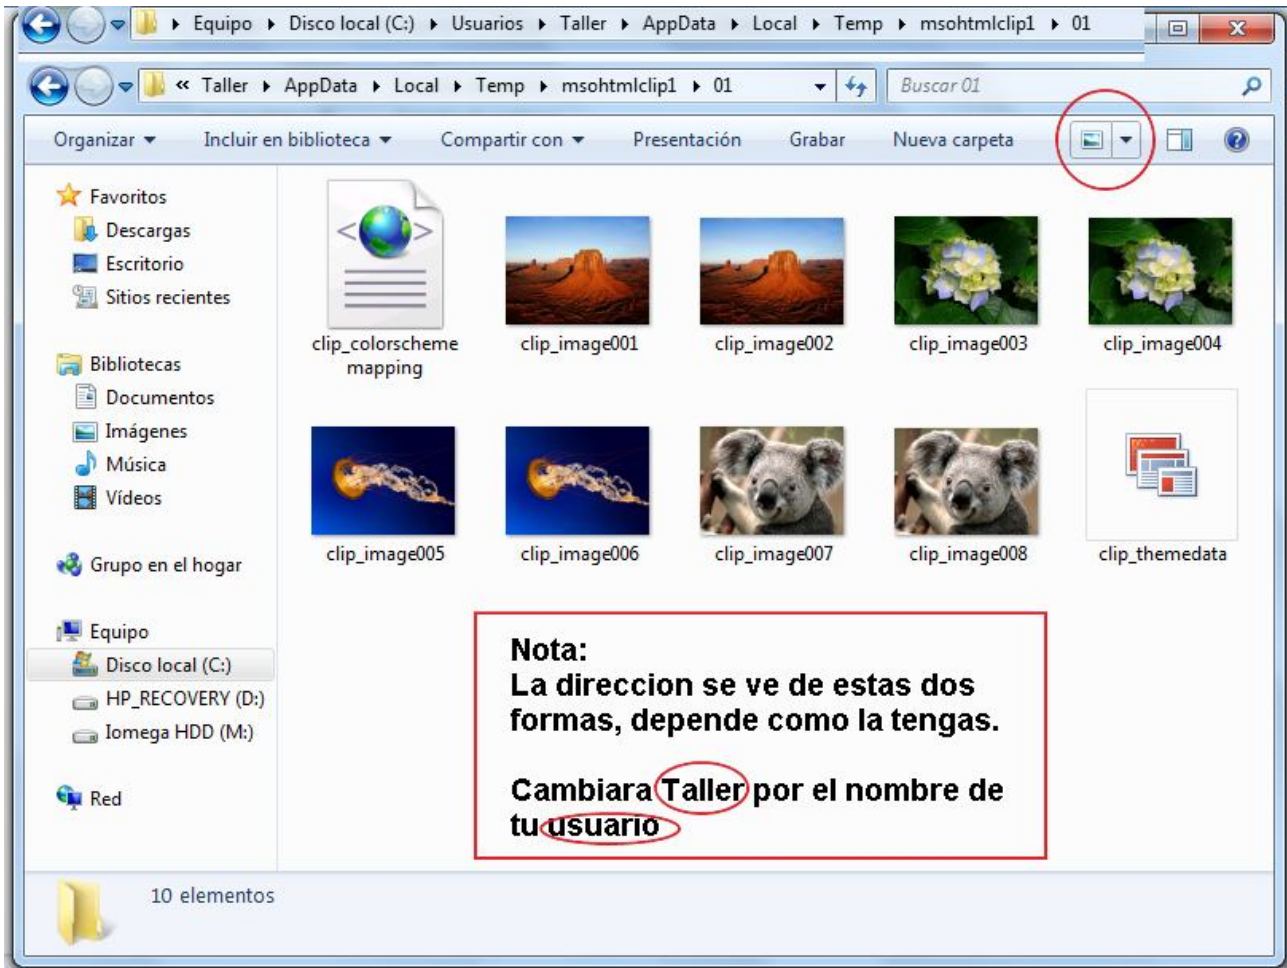 Equipo ▸ Disco local (C:) ▸ Usuarios ▸ Taller ▸ AppData ▸ Local ▸ Temp ▸ msohtmlclip1 ▸ 01
« Taller ▸ AppData ▸ Local ▸ Temp ▸ msohtmlclip1 ▸ 01
Buscar 01
Organizar
Incluir en biblioteca
Compartir con
Presentación
Grabar
Nueva carpeta
Favoritos
Descargas
Escritorio
Sitios recientes
Bibliotecas
Documentos
Imágenes
Música
Vídeos
Grupo en el hogar
Equipo
Disco local (C:)
HP_RECOVERY (D:)
Iomega HDD (M:)
Red
clip_colorscheme
mapping
clip_image001
clip_image002
clip_image003
clip_image004
clip_image005
clip_image006
clip_image007
clip_image008
clip_themedata
Nota:
La direccion se ve de estas dos
formas, depende como la tengas.
Cambiara Taller por el nombre de
tu usuario
10 elementos